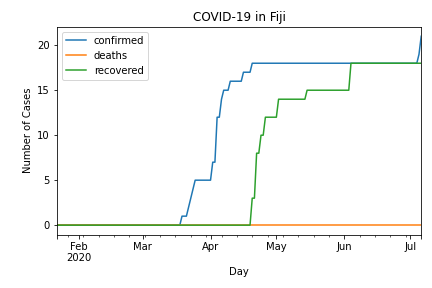 COVID-19 in Fiji
confirmed
deaths
recovered
Number of Cases
20
15
10
5
0
Feb Mar Apr May Jun Jul
2020
Day